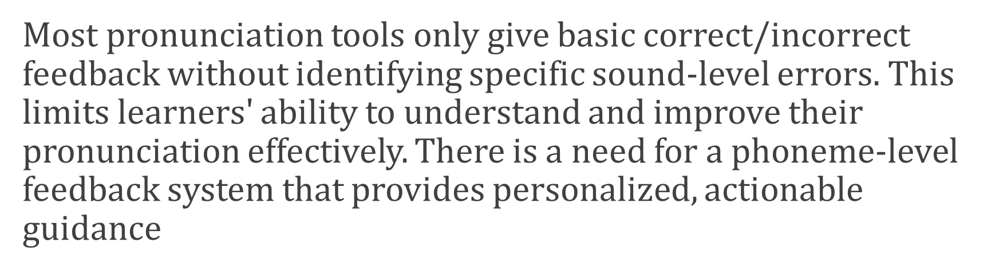 Most pronunciation tools only give basic correct/incorrect
feedback without identifying specific sound-level errors. This
limits learners' ability to understand and improve their
pronunciation effectively. There is a need for a phoneme-level
feedback system that provides personalized, actionable
guidance